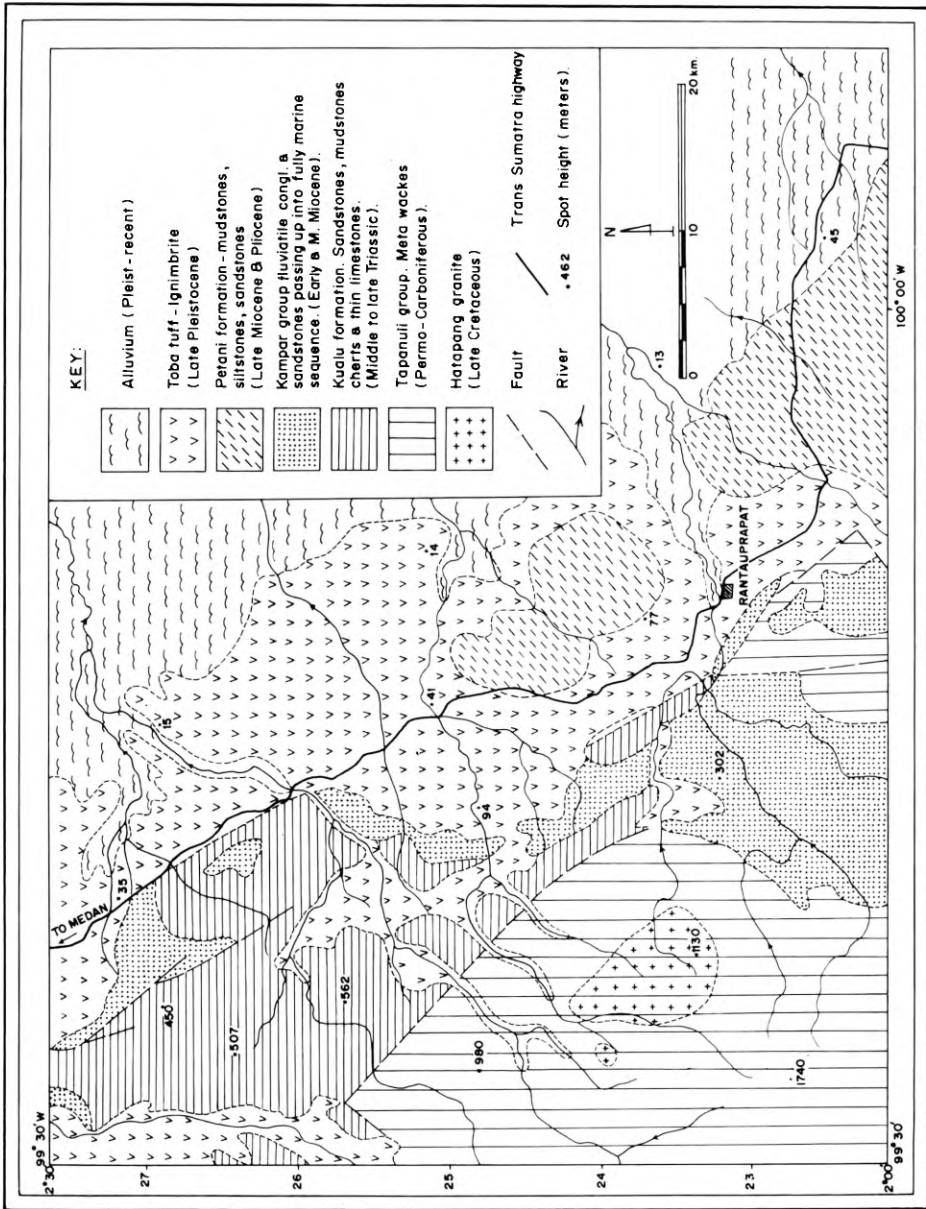 KEY:
Alluvium ( Pleist - recent )
Toba tuff - Ignimbrite
( Late Pleistocene )
Petani formation - mudstones,
siltstones, sandstones
( Late Miocene & Pliocene )
Kampar group fluviatile congl. &
sandstones passing up into fully marine
sequence. ( Early & M. Miocene ).
Kualu formation. Sandstones, mudstones
cherts & thin limestones.
(Middle to late Triassic).
Tapanuli group. Meta wackes
( Permo - Carboniferous ).
Hatapang granite
( Late Cretaceous )
Fault
Trans Sumatra highway
River
.462 Spot height ( meters ).
N
0 10 20 km.
99° 30' W
2° 30'
27
26
25
24
23
2° 00'
99° 30'
100° 00' W
TO MEDAN
35
15
450
507
562
14
41
94
980
77
13
1130
302
1740
45
RANTAUPRAPAT